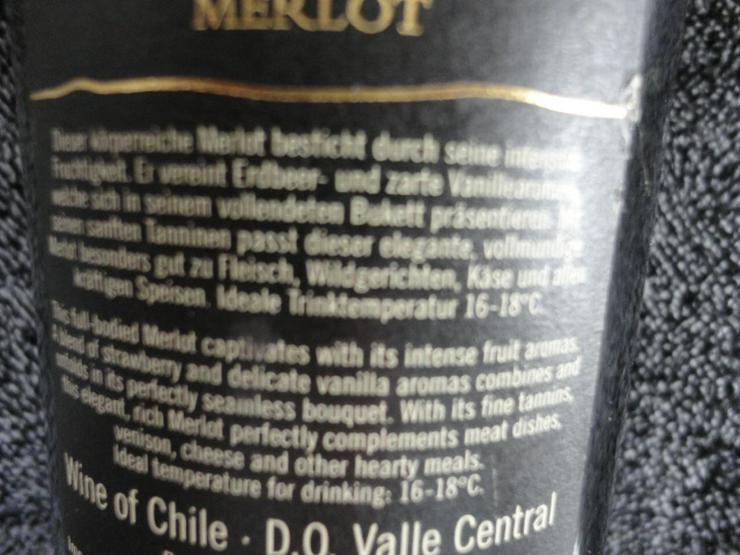 MERLOT
Dieser körperreiche Merlot besticht durch seine intensive
Fruchtigkeit. Er vereint Erdbeer- und zarte Vanillearomen,
welche sich in seinem vollendeten Bukett präsentieren. Mit
seinen sanften Tanninen passt dieser elegante, vollmundige
Merlot besonders gut zu Fleisch, Wildgerichten, Käse und allen
kräftigen Speisen. Ideale Trinktemperatur 16-18°C.
This full-bodied Merlot captivates with its intense fruit aromas.
A blend of strawberry and delicate vanilla aromas combines and
unfolds in its perfectly seamless bouquet. With its fine tannins,
this elegant, rich Merlot perfectly complements meat dishes,
venison, cheese and other hearty meals.
Ideal temperature for drinking: 16-18°C.
Wine of Chile · D.O. Valle Central